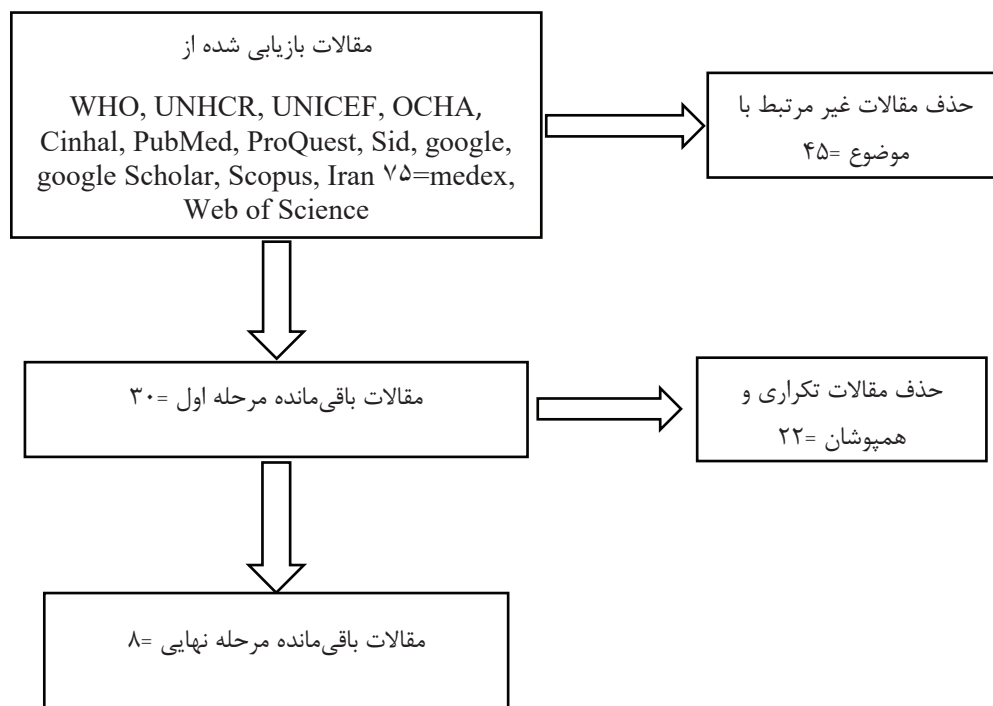 مقالات بازیابی شده از
WHO, UNHCR, UNICEF, OCHA,
Cinhal, PubMed, ProQuest, Sid, google,
google Scholar, Scopus, Iran ۷۵=medex,
Web of Science
حذف مقالات غیر مرتبط با
موضوع =۴۵
مقالات باقی‌مانده مرحله اول =۳۰
حذف مقالات تکراری و
همپوشان =۲۲
مقالات باقی‌مانده مرحله نهایی =۸